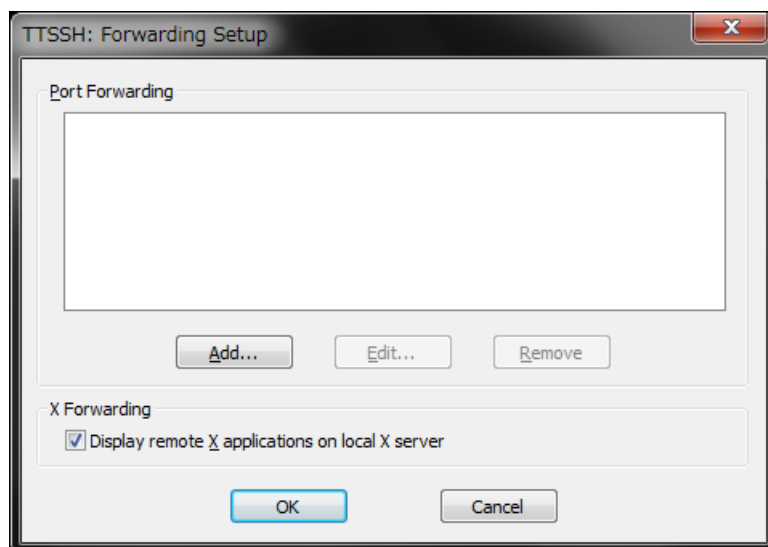 TTSSH: Forwarding Setup
Port Forwarding
Add...
Edit...
Remove
X Forwarding
Display remote X applications on local X server
OK
Cancel